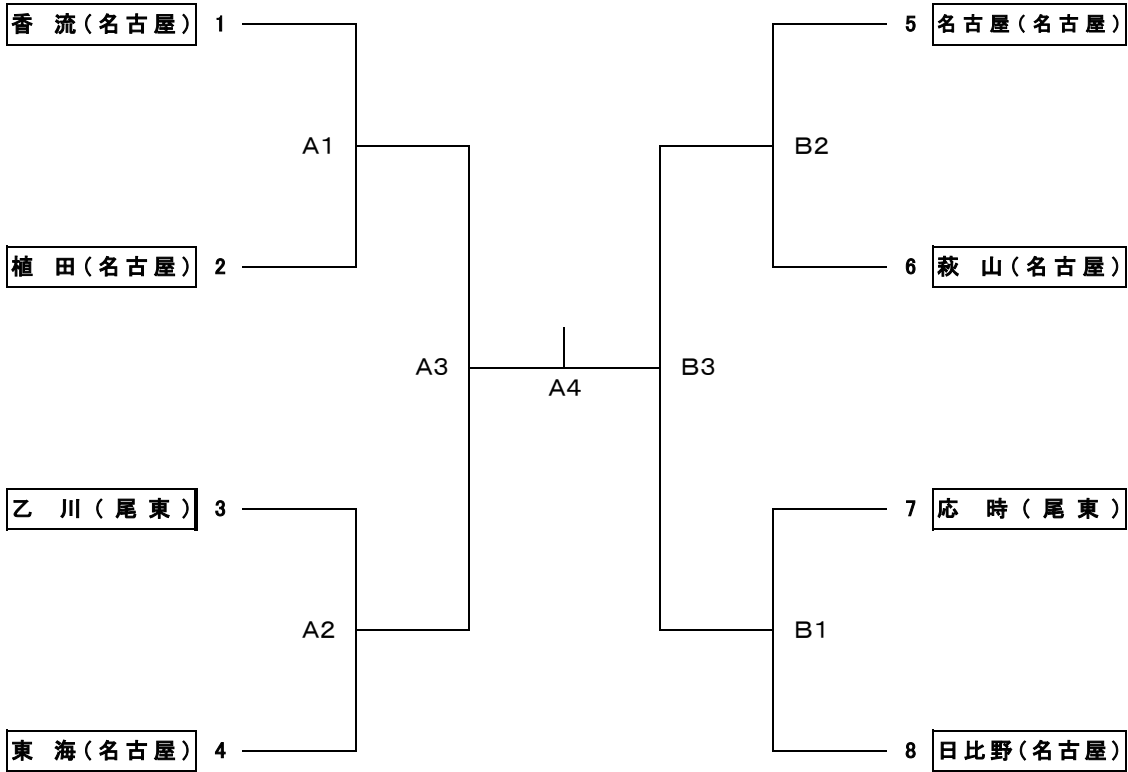 香 流(名古屋) 1
5 名古屋(名古屋)
A1
B2
植 田(名古屋) 2
6 萩 山(名古屋)
A3
A4
B3
乙 川(尾東) 3
7 応 時(尾東)
A2
B1
東 海(名古屋) 4
8 日比野(名古屋)